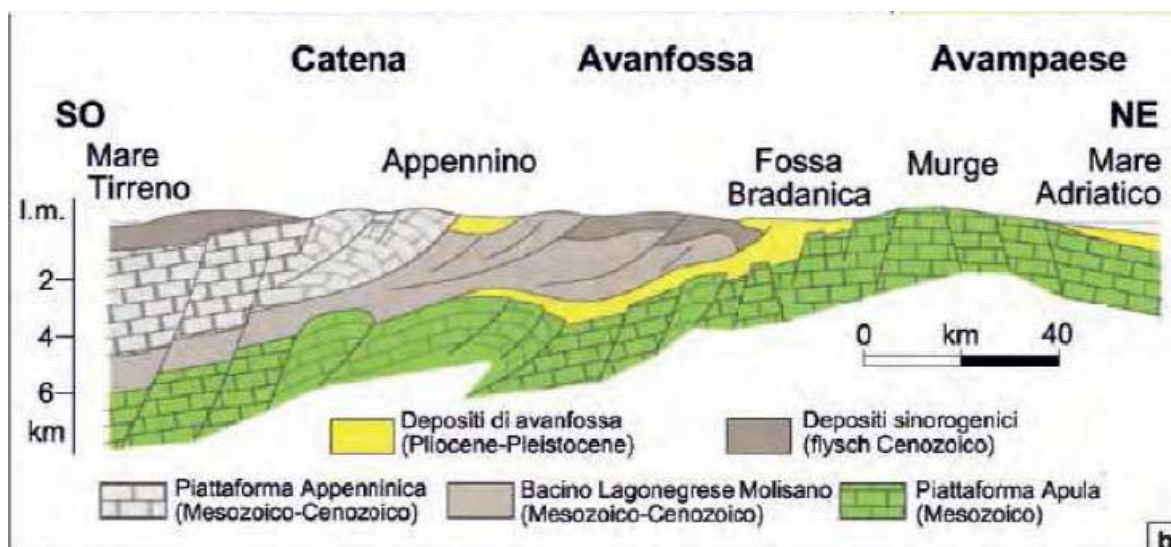 Catena Avanfossa Avampaese
SO NE
Mare
Tirreno
Appennino
Fossa
Bradanica
Murge
Mare
Adriatico
l.m.
2
4
6
km
0 km 40
Depositi di avanfossa
(Pliocene-Pleistocene)
Depositi sinorogenici
(flysch Cenozoico)
Piattaforma Appenninica
(Mesozoico-Cenozoico)
Bacino Lagonegrese Molisano
(Mesozoico-Cenozoico)
Piattaforma Apula
(Mesozoico)
b